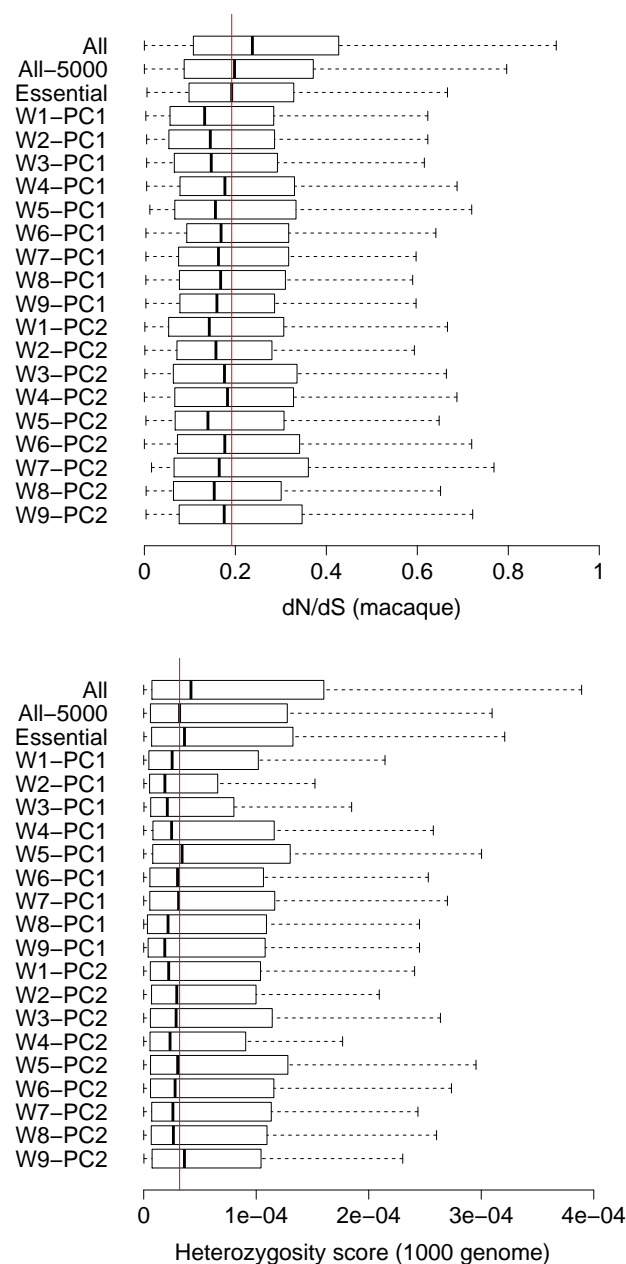 All
All−5000
Essential
W1−PC1
W2−PC1
W3−PC1
W4−PC1
W5−PC1
W6−PC1
W7−PC1
W8−PC1
W9−PC1
W1−PC2
W2−PC2
W3−PC2
W4−PC2
W5−PC2
W6−PC2
W7−PC2
W8−PC2
W9−PC2
0 0.2 0.4 0.6 0.8 1
dN/dS (macaque)
All
All−5000
Essential
W1−PC1
W2−PC1
W3−PC1
W4−PC1
W5−PC1
W6−PC1
W7−PC1
W8−PC1
W9−PC1
W1−PC2
W2−PC2
W3−PC2
W4−PC2
W5−PC2
W6−PC2
W7−PC2
W8−PC2
W9−PC2
0 1e−04 2e−04 3e−04 4e−04
Heterozygosity score (1000 genome)